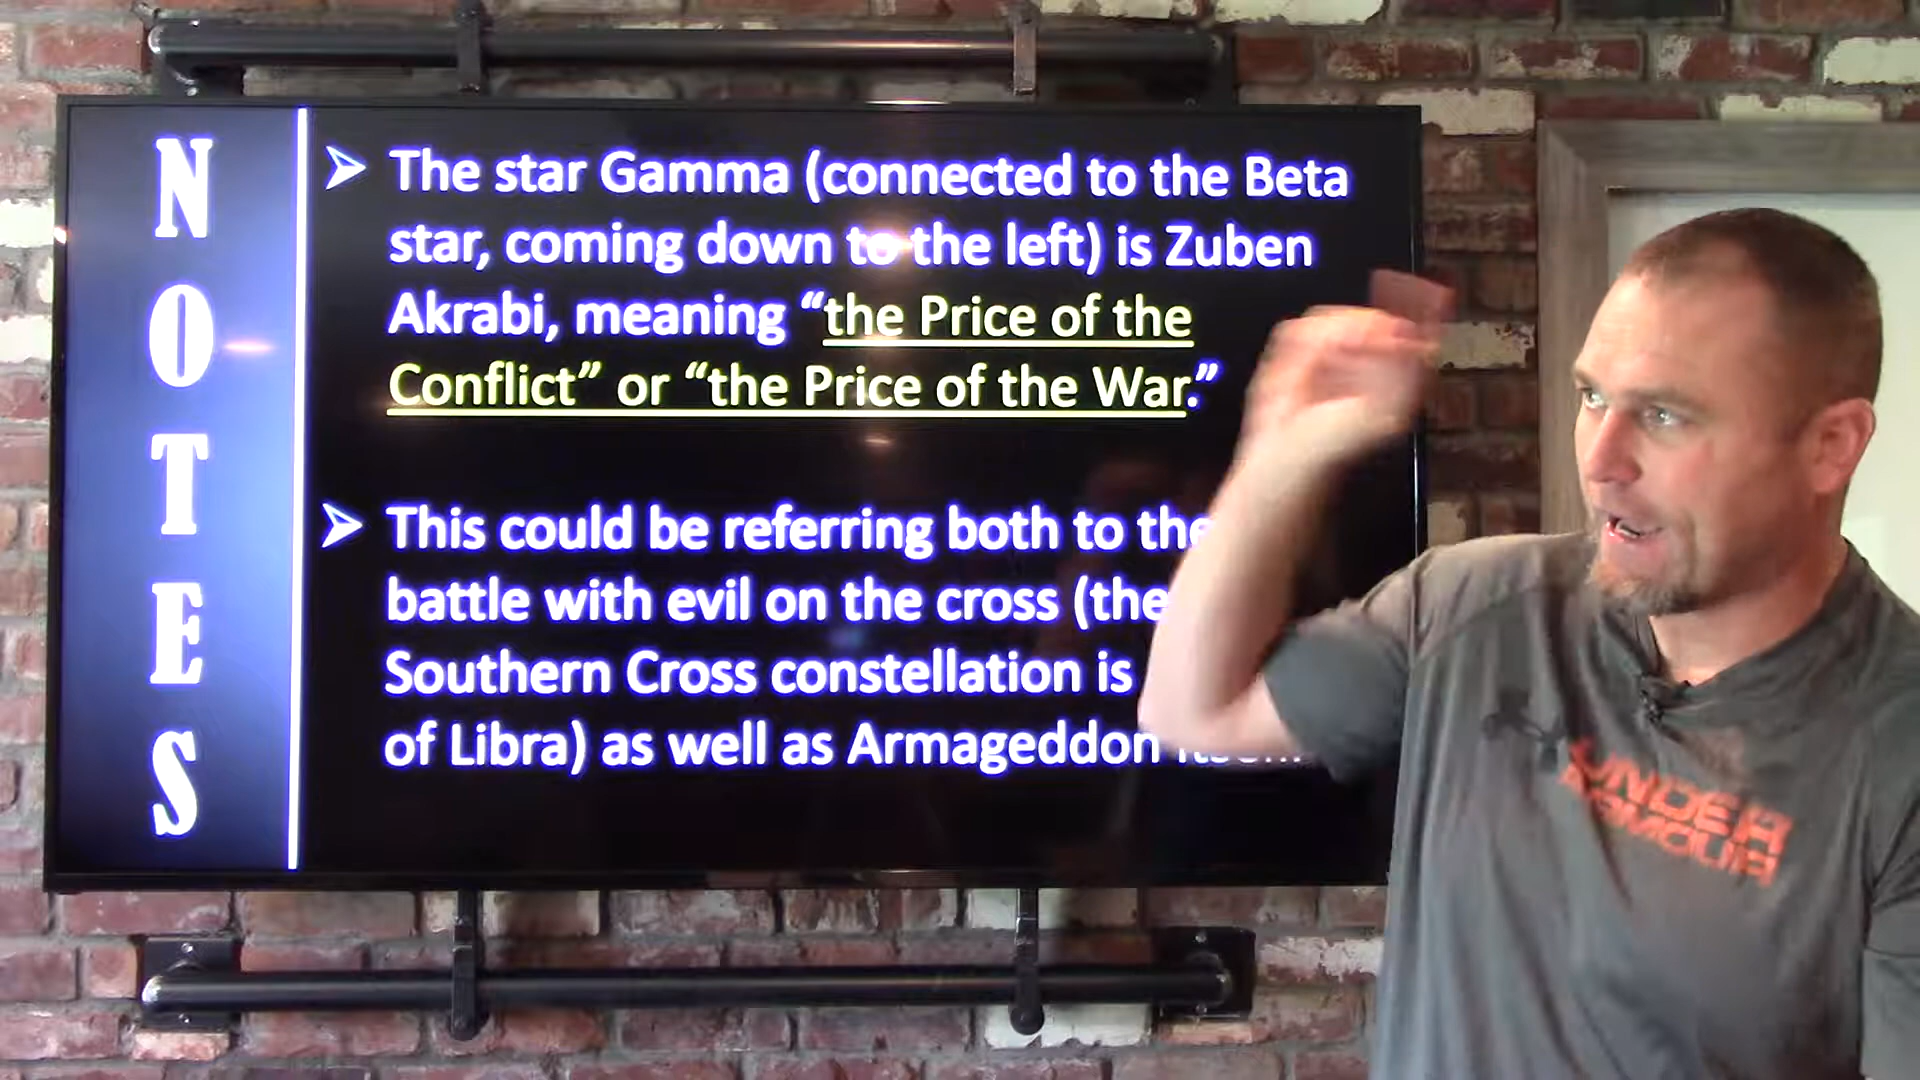 NOTES
The star Gamma (connected to the Beta
star, coming down to the left) is Zuben
Akrabi, meaning “the Price of the
Conflict” or “the Price of the War.”
This could be referring both to the
battle with evil on the cross (the
Southern Cross constellation is
of Libra) as well as Armageddon
UNDER
ARMOUR